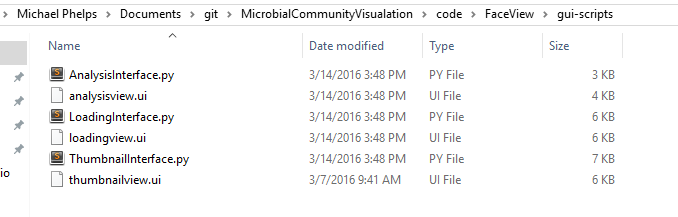 Michael Phelps > Documents > git > MicrobialCommunityVisualation > code > FaceView > gui-scripts
Name Date modified Type Size
AnalysisInterface.py 3/14/2016 3:48 PM PY File 3 KB
analysisview.ui 3/14/2016 3:48 PM UI File 4 KB
LoadingInterface.py 3/14/2016 3:48 PM PY File 6 KB
loadingview.ui 3/14/2016 3:48 PM UI File 6 KB
ThumbnailInterface.py 3/14/2016 3:48 PM PY File 7 KB
io
thumbnailview.ui 3/7/2016 9:41 AM UI File 6 KB